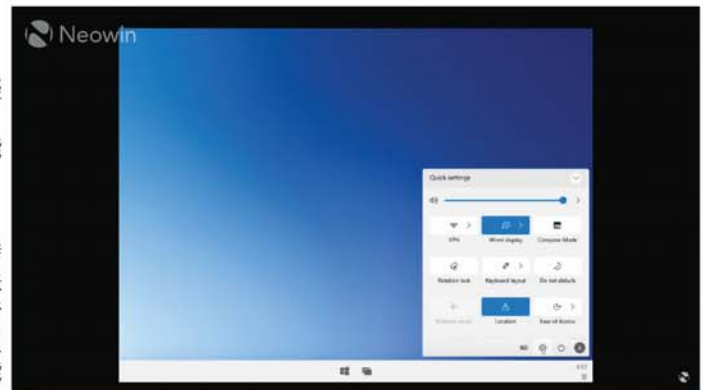 Neowin
Quick settings
VPN
Wired display
Compose Mode
Rotation lock
Keyboard layout
Do not disturb
Location
Ease of Access